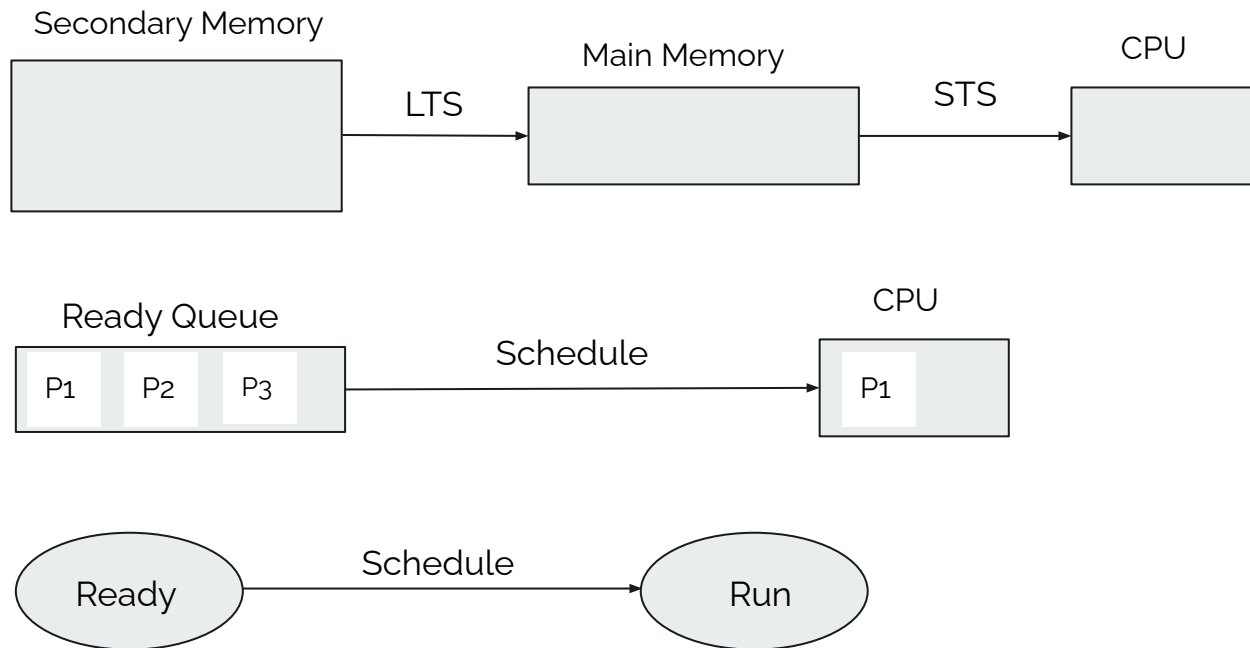 Secondary Memory
Main Memory
CPU
LTS
STS
Ready Queue
CPU
Schedule
P1
P2
P3
P1
Schedule
Ready
Run